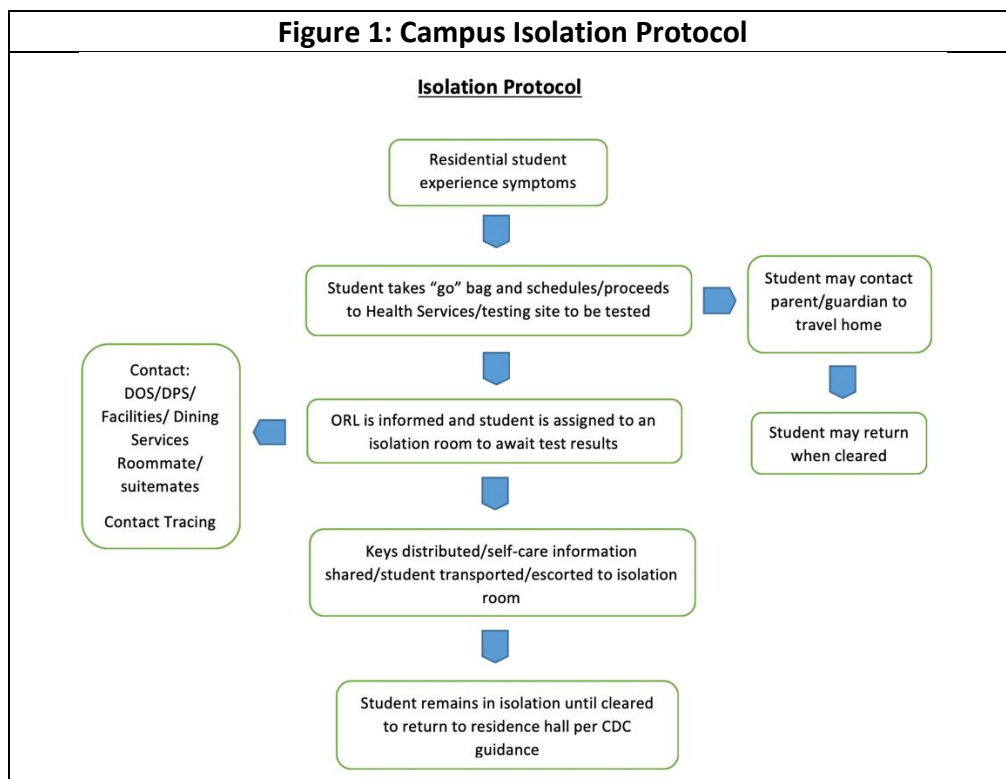 Figure 1: Campus Isolation Protocol
Isolation Protocol
Residential student
experience symptoms
Student takes “go” bag and schedules/proceeds
to Health Services/testing site to be tested
Student may contact
parent/guardian to
travel home
Student may return
when cleared
ORL is informed and student is assigned to an
isolation room to await test results
Contact:
DOS/DPS/
Facilities/ Dining
Services
Roommate/
suitemates
Contact Tracing
Keys distributed/self-care information
shared/student transported/escorted to isolation
room
Student remains in isolation until cleared
to return to residence hall per CDC
guidance